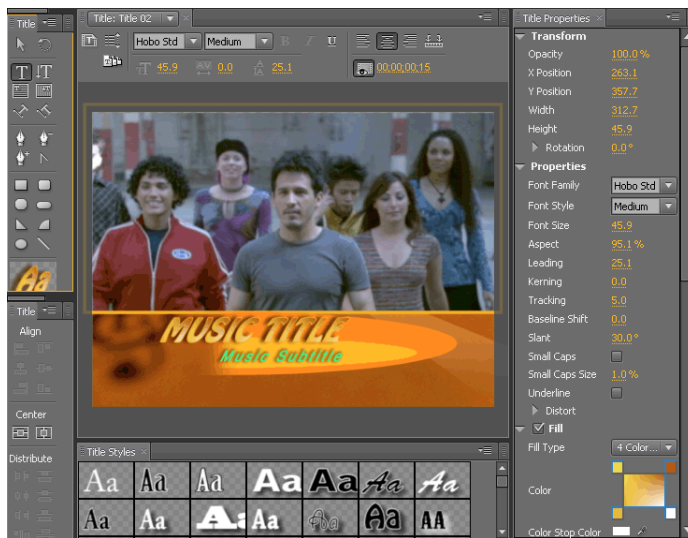 Title
Title: Title 02
Hobo Std
Medium
B
T
U
45.9
0.0
25.1
00;00;00;15
MUSIC TITLE
Music Subtitle
Title
Align
Center
Distribute
Title Styles
Aa Aa Aa Aa Aa Aa Aa
Aa Aa Aa Aa Aa Aa AA
Title Properties
Transform
Opacity 100.0 %
X Position 263.1
Y Position 357.7
Width 312.7
Height 45.9
Rotation 0.0 °
Properties
Font Family Hobo Std
Font Style Medium
Font Size 45.9
Aspect 95.1 %
Leading 25.1
Kerning 0.0
Tracking 5.0
Baseline Shift 0.0
Slant 30.0 °
Small Caps
Small Caps Size 1.0 %
Underline
Distort
Fill
Fill Type 4 Color...
Color
Color Stop Color